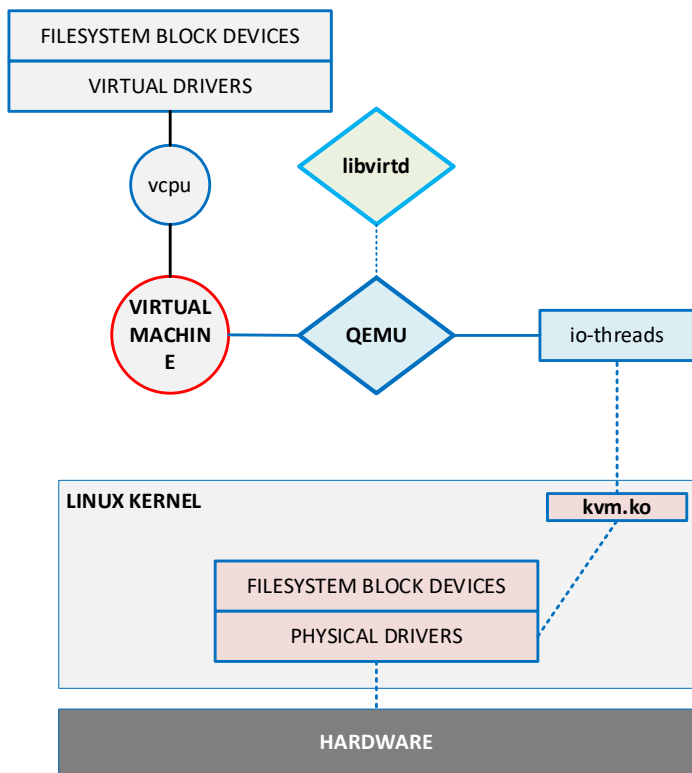 FILESYSTEM BLOCK DEVICES
VIRTUAL DRIVERS
vcpu
libvirtd
VIRTUAL
MACHIN
E
QEMU
io-threads
LINUX KERNEL
kvm.ko
FILESYSTEM BLOCK DEVICES
PHYSICAL DRIVERS
HARDWARE